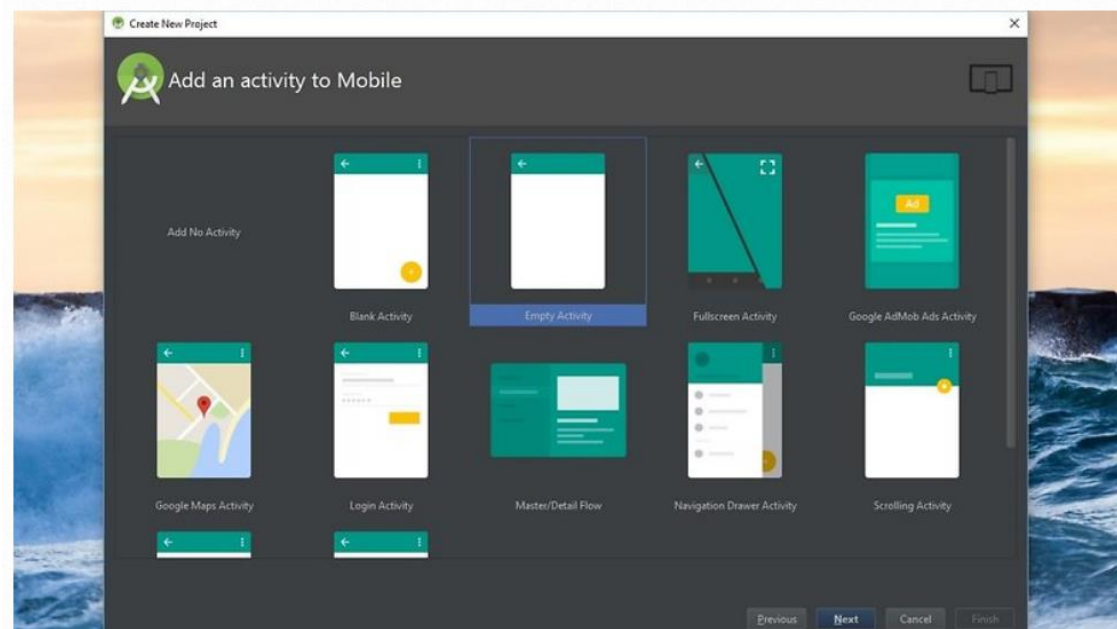 Create New Project
Add an activity to Mobile
Add No Activity
Blank Activity
Empty Activity
Fullscreen Activity
Ad
Google AdMob Ads Activity
Google Maps Activity
Login Activity
Master/Detail Flow
Navigation Drawer Activity
Scrolling Activity
Previous
Next
Cancel
Finish